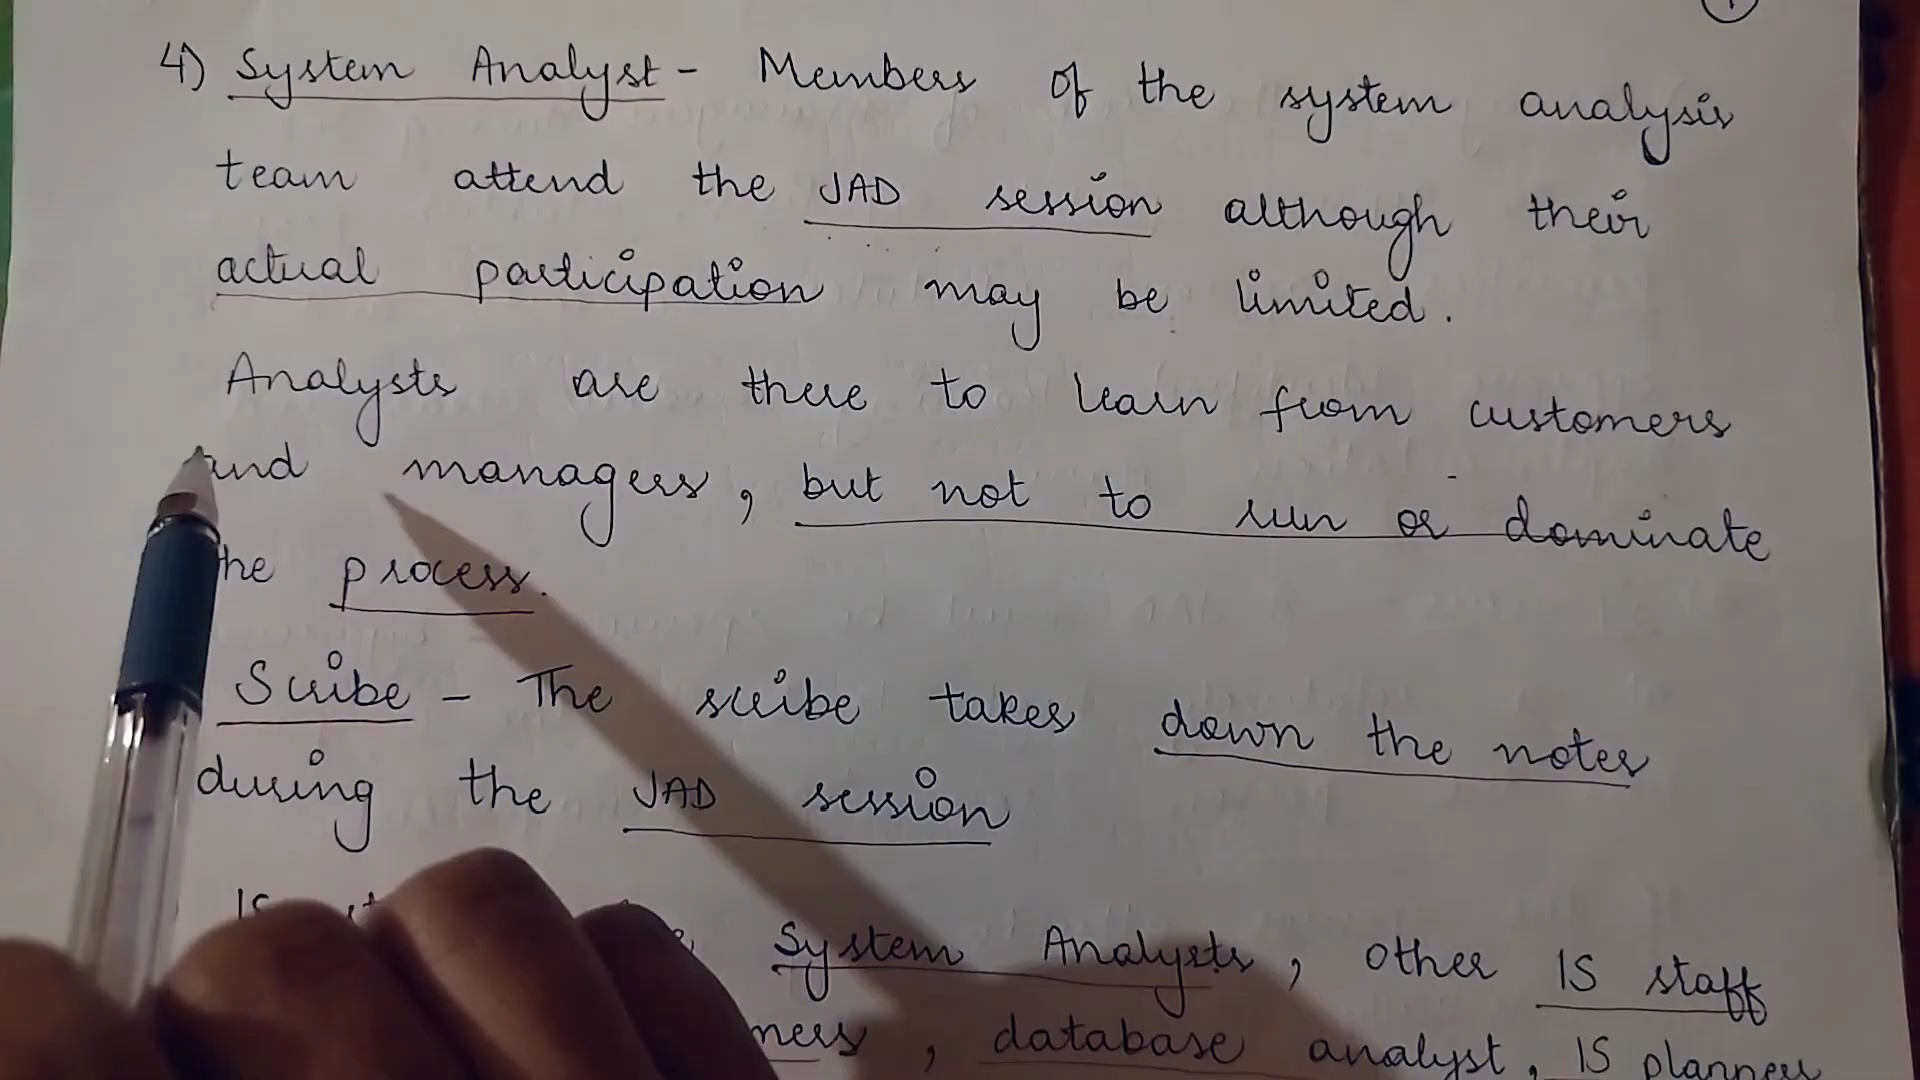 4) System Analyst - Members of the system analysis
team attend the JAD session although their
actual participation may be limited.
Analysts are there to learn from customers
and managers, but not to run or dominate
the process.
Scribe - The scribe takes down the notes
during the JAD session
IS System Analysts, other IS staff
, database analyst, IS planners